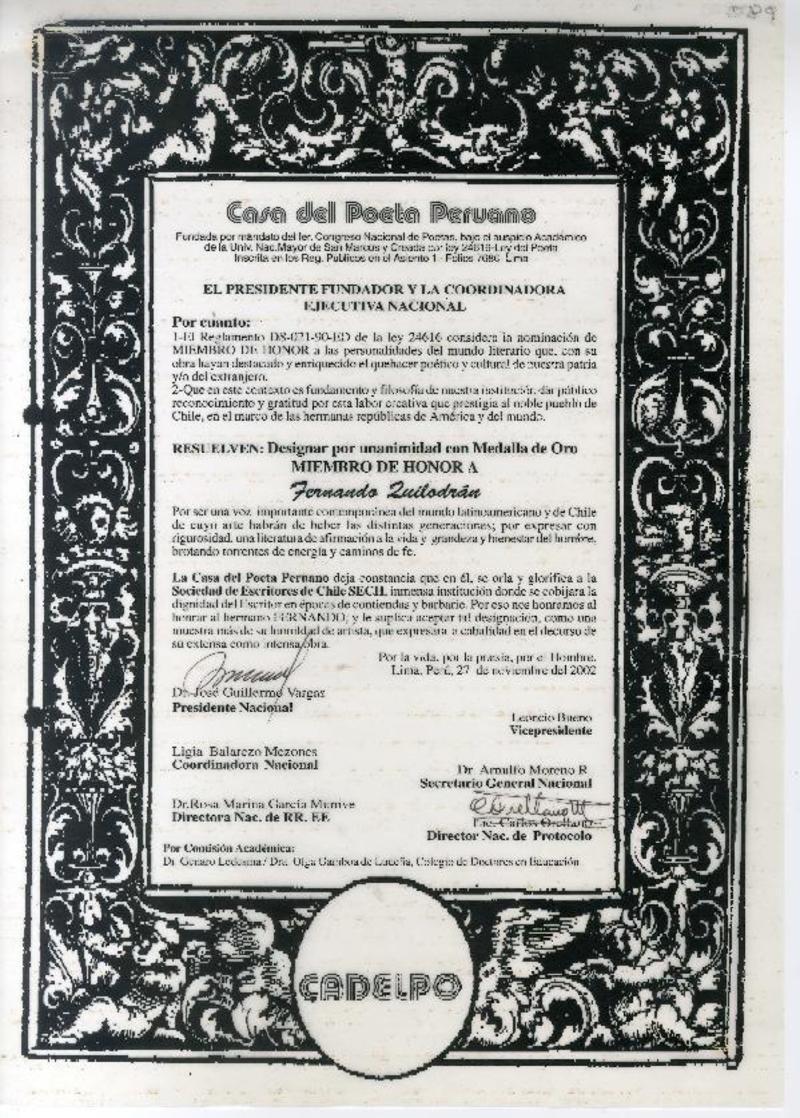 Casa del Poeta Peruano
Fundada por mandato del Ier. Congreso Nacional de Poetas, bajo el auspicio Académico
de la Univ. Nac.Mayor de San Marcos y Creada por ley 24616-Ley del Poeta
Inscrita en los Reg. Publicos en el Asiento 1 - Folios 7686 Lima
EL PRESIDENTE FUNDADOR Y LA COORDINADORA
EJECUTIVA NACIONAL
Por cuanto:
1-El Reglamento DS-021-90-ED de la ley 24616 considera la nominación de
MIEMBRO DE HONOR a las personalidades del mundo literario que, con su
obra hayan destacado y enriquecido el quehacer poético y cultural de nuestra patria
y/o del extranjero.
2-Que en este contexto es fundamento y filosofía de nuestra institución, dar público
reconocimiento y gratitud por esta labor creativa que prestigia al noble pueblo de
Chile, en el marco de las hermanas repúblicas de América y del mundo.
RESUELVEN: Designar por unanimidad con Medalla de Oro
MIEMBRO DE HONOR A
Fernando Quilodrán
Por ser una voz importante contemporánea del mundo latinoamericano y de Chile
de cuyo arte habrán de beber las distintas generaciones; por expresar con
rigurosidad, una literatura de afirmación a la vida y grandeza y bienestar del hombre,
brotando torrentes de energía y caminos de fe.
La Casa del Poeta Peruano deja constancia que en él, se orla y glorifica a la
Sociedad de Escritores de Chile SECH, inmensa institución donde se cobijara la
dignidad del Escritor en épocas de contiendas y barbarie. Por eso nos honramos al
honrar al hermano FERNANDO, y le suplica aceptar tal designación, como una
muestra más de su humildad de artista, que expresara a cabalidad en el decurso de
su extensa como intensa obra.
Por la vida, por la poesía, por el Hombre.
Lima, Perú, 27 de noviembre del 2002
Dr. José Guillermo Vargas
Presidente Nacional
Leoncio Bueno
Vicepresidente
Ligia Balarezo Mezones
Coordinadora Nacional
Dr. Arnulfo Moreno R
Secretario General Nacional
Dr.Rosa Marina García Munive
Directora Nac. de RR. EE
Lic. Carlos Orellano
Director Nac. de Protocolo
Por Comisión Académica:
Dr. Genaro Ledesma / Dra. Olga Gamboa de Colegio de Doctores en Educación
CADELPO